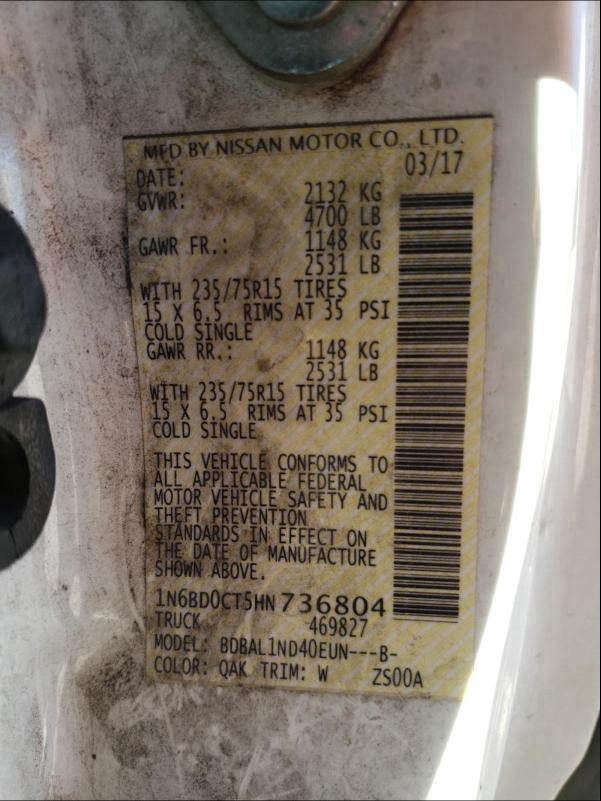 MFD BY NISSAN MOTOR CO., LTD.
DATE: 03/17
GVWR: 2132 KG
4700 LB
GAWR FR.: 1148 KG
2531 LB
WITH 235/75R15 TIRES
15 X 6.5 RIMS AT 35 PSI
COLD SINGLE
GAWR RR.: 1148 KG
2531 LB
WITH 235/75R15 TIRES
15 X 6.5 RIMS AT 35 PSI
COLD SINGLE
THIS VEHICLE CONFORMS TO
ALL APPLICABLE FEDERAL
MOTOR VEHICLE SAFETY AND
THEFT PREVENTION
STANDARDS IN EFFECT ON
THE DATE OF MANUFACTURE
SHOWN ABOVE.
1N6BD0CT5HN736804
TRUCK 469827
MODEL: BDBAL1ND40EUN---B-
COLOR: QAK TRIM: W ZS00A